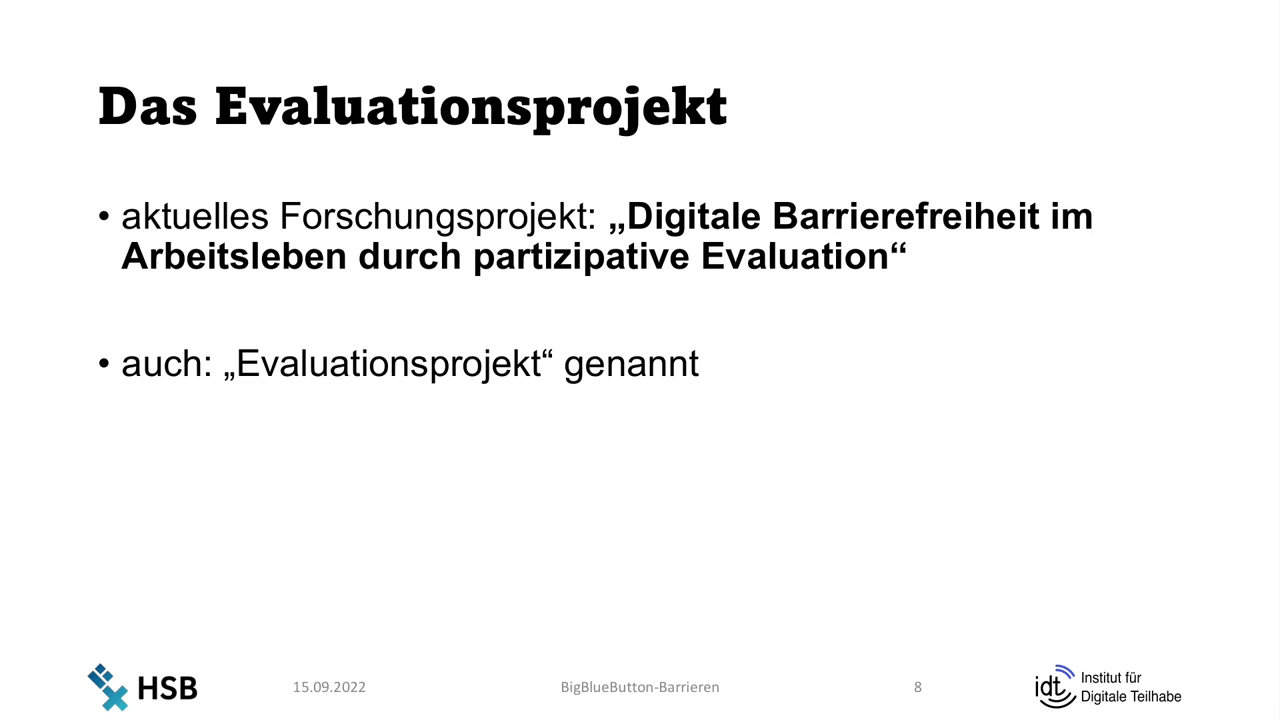 Das Evaluationsprojekt
• aktuelles Forschungsprojekt: „Digitale Barrierefreiheit im
Arbeitsleben durch partizipative Evaluation“
• auch: „Evaluationsprojekt“ genannt
HSB
15.09.2022
BigBlueButton-Barrieren
8
idt
Institut für
Digitale Teilhabe